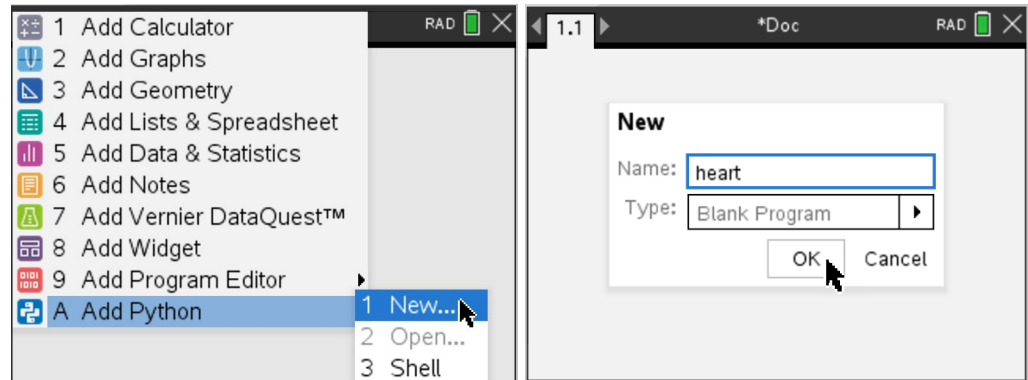 1 Add Calculator
2 Add Graphs
3 Add Geometry
4 Add Lists & Spreadsheet
5 Add Data & Statistics
6 Add Notes
7 Add Vernier DataQuest™
8 Add Widget
9 Add Program Editor
A Add Python
1 New...
2 Open...
3 Shell
RAD
1.1
*Doc
RAD
New
Name: heart
Type: Blank Program
OK Cancel